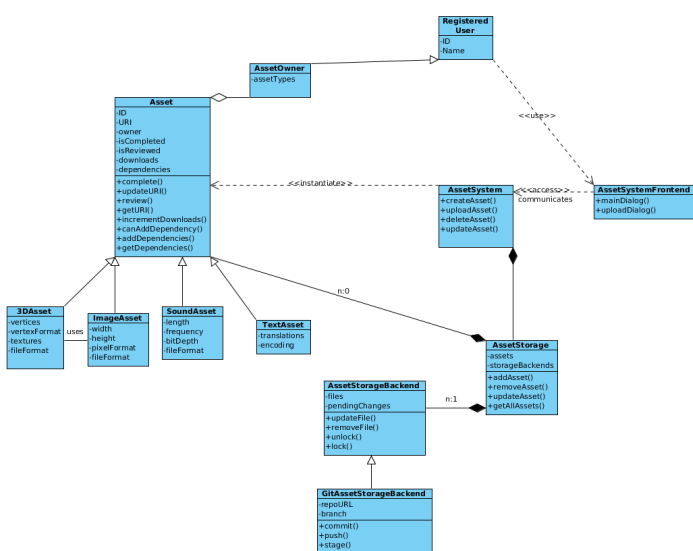 Registered
User
-ID
-Name
AssetOwner
-assetTypes
Asset
-ID
-URI
-owner
-isCompleted
-isReviewed
-downloads
-dependencies
+complete()
+updateURI()
+review()
+getURI()
+incrementDownloads()
+canAddDependency()
+addDependencies()
+getDependencies()
<<use>>
<<instantiate>>
AssetSystem
+createAsset()
+uploadAsset()
+deleteAsset()
+updateAsset()
<<access>>
communicates
AssetSystemFrontend
+mainDialog()
+uploadDialog()
n:0
3DAsset
-vertices
-vertexFormat
-textures
-fileFormat
uses
ImageAsset
-width
-height
-pixelFormat
-fileFormat
SoundAsset
-length
-frequency
-bitDepth
-fileFormat
TextAsset
-translations
-encoding
AssetStorage
-assets
-storageBackends
+addAsset()
+removeAsset()
+updateAsset()
+getAllAssets()
n:1
AssetStorageBackend
-files
-pendingChanges
+updateFile()
+removeFile()
+unlock()
+lock()
GitAssetStorageBackend
-repoURL
-branch
+commit()
+push()
+stage()